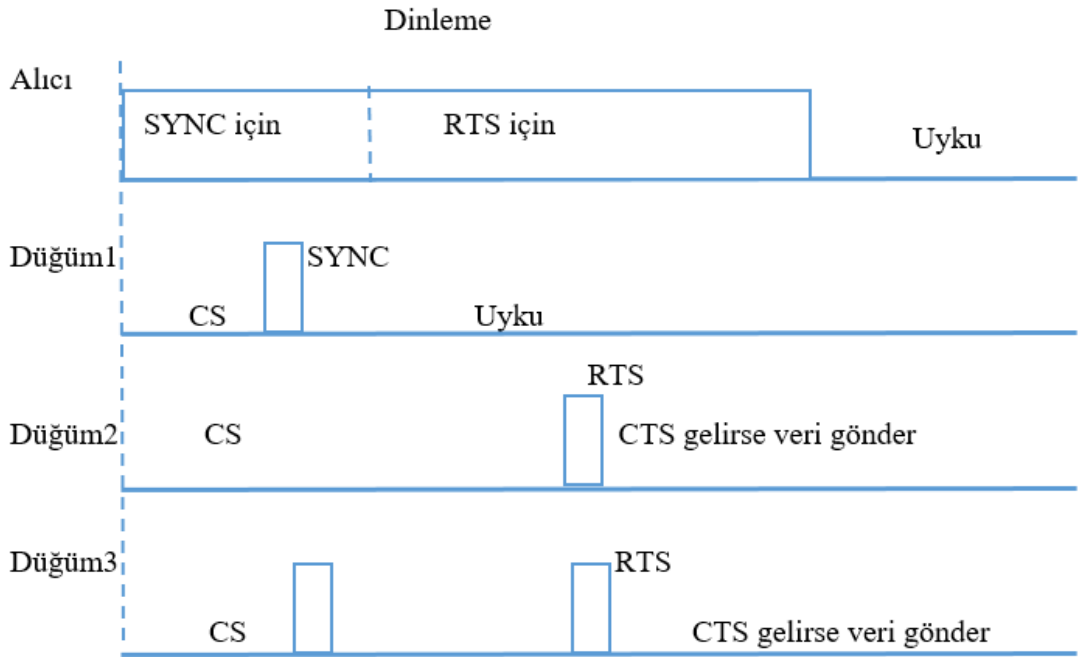 Dinleme
Alıcı
SYNC için
RTS için
Uyku
Düğüm1
SYNC
CS
Uyku
RTS
Düğüm2
CS
CTS gelirse veri gönder
Düğüm3
RTS
CS
CTS gelirse veri gönder